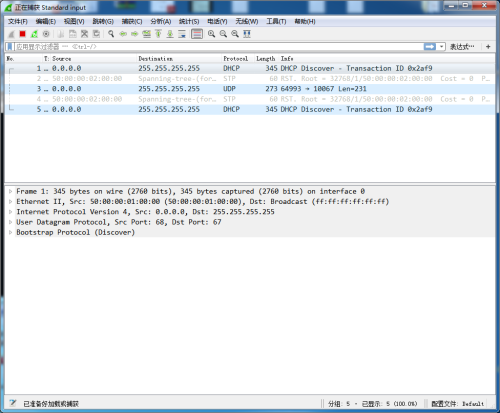 正在捕获 Standard input
文件(F) 编辑(E) 视图(V) 跳转(G) 捕获(C) 分析(A) 统计(S) 电话(Y) 无线(W) 工具(T) 帮助(H)
应用显示过滤器 … <Ctrl-/> 表达式… +
No. T: Source Destination Protocol Length Info
1 … 0.0.0.0 255.255.255.255 DHCP 345 DHCP Discover - Transaction ID 0x2af9
2 … 50:00:00:02:00:00 Spanning-tree-(for… STP 60 RST. Root = 32768/1/50:00:00:02:00:00 Cost = 0 P…
3 … 0.0.0.0 255.255.255.255 UDP 273 64993 → 10067 Len=231
4 … 50:00:00:02:00:00 Spanning-tree-(for… STP 60 RST. Root = 32768/1/50:00:00:02:00:00 Cost = 0 P…
5 … 0.0.0.0 255.255.255.255 DHCP 345 DHCP Discover - Transaction ID 0x2af9
Frame 1: 345 bytes on wire (2760 bits), 345 bytes captured (2760 bits) on interface 0
Ethernet II, Src: 50:00:00:01:00:00 (50:00:00:01:00:00), Dst: Broadcast (ff:ff:ff:ff:ff:ff)
Internet Protocol Version 4, Src: 0.0.0.0, Dst: 255.255.255.255
User Datagram Protocol, Src Port: 68, Dst Port: 67
Bootstrap Protocol (Discover)
已准备好加载或捕获 分组: 5 · 已显示: 5 (100.0%) 配置文件: Default